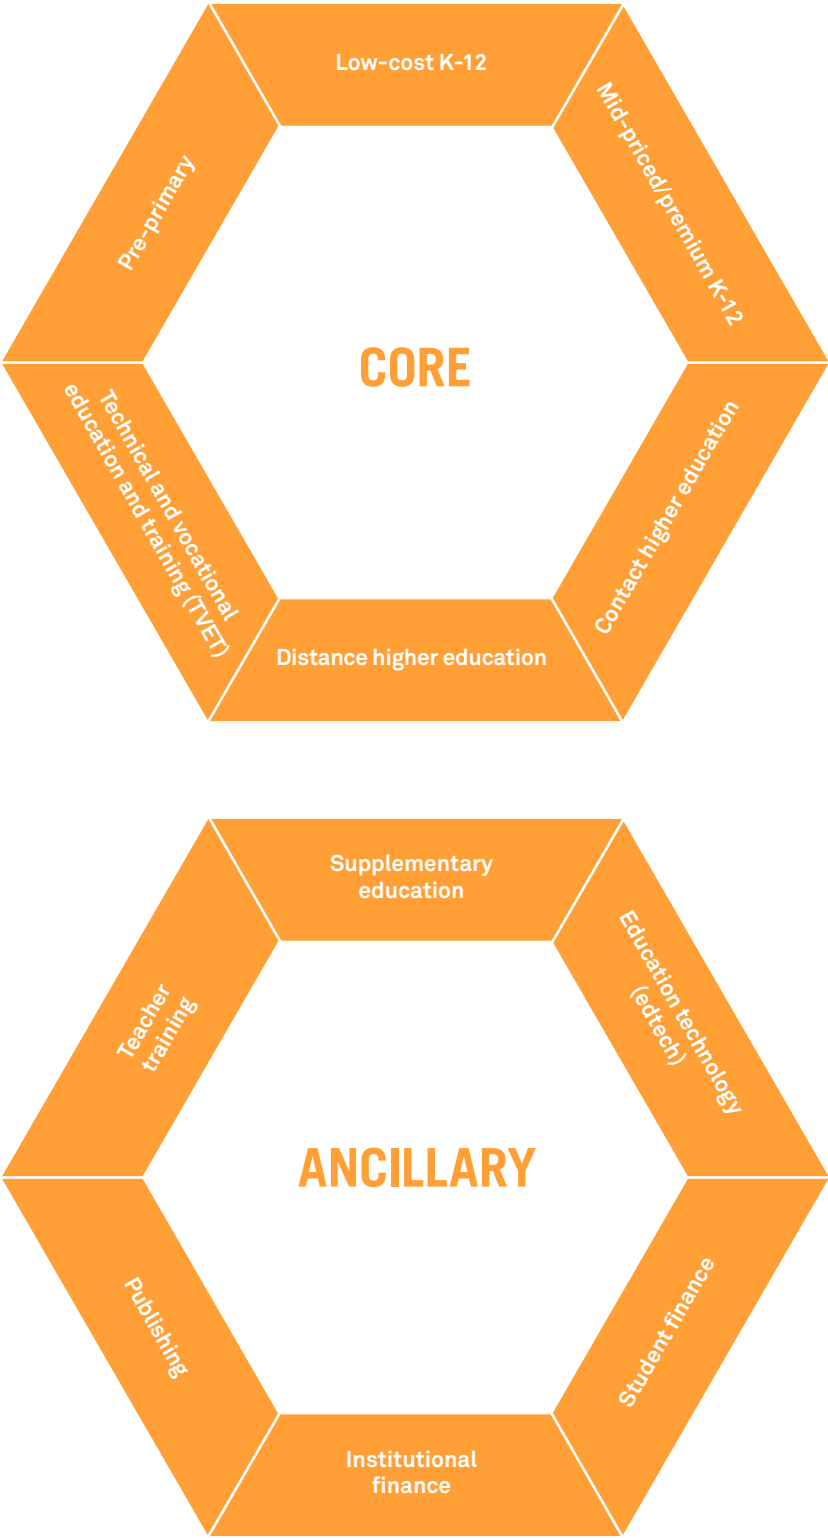 Low-cost K-12
Mid-priced/premium K-12
Pre-primary
CORE
Technical and vocational
education and training (TVET)
Contact higher education
Distance higher education
Supplementary
education
Education technology
(edtech)
Teacher
training
ANCILLARY
Publishing
Student finance
Institutional
finance